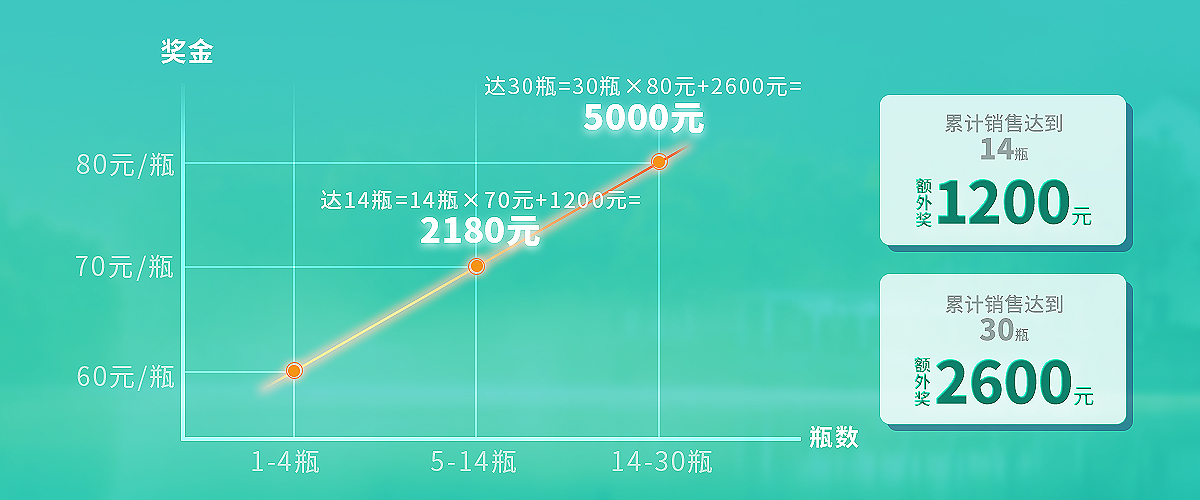 奖金
达30瓶=30瓶×80元+2600元=
5000元
80元/瓶
达14瓶=14瓶×70元+1200元=
2180元
70元/瓶
60元/瓶
瓶数
1-4瓶
5-14瓶
14-30瓶
累计销售达到
14瓶
额外奖
1200元
累计销售达到
30瓶
额外奖
2600元